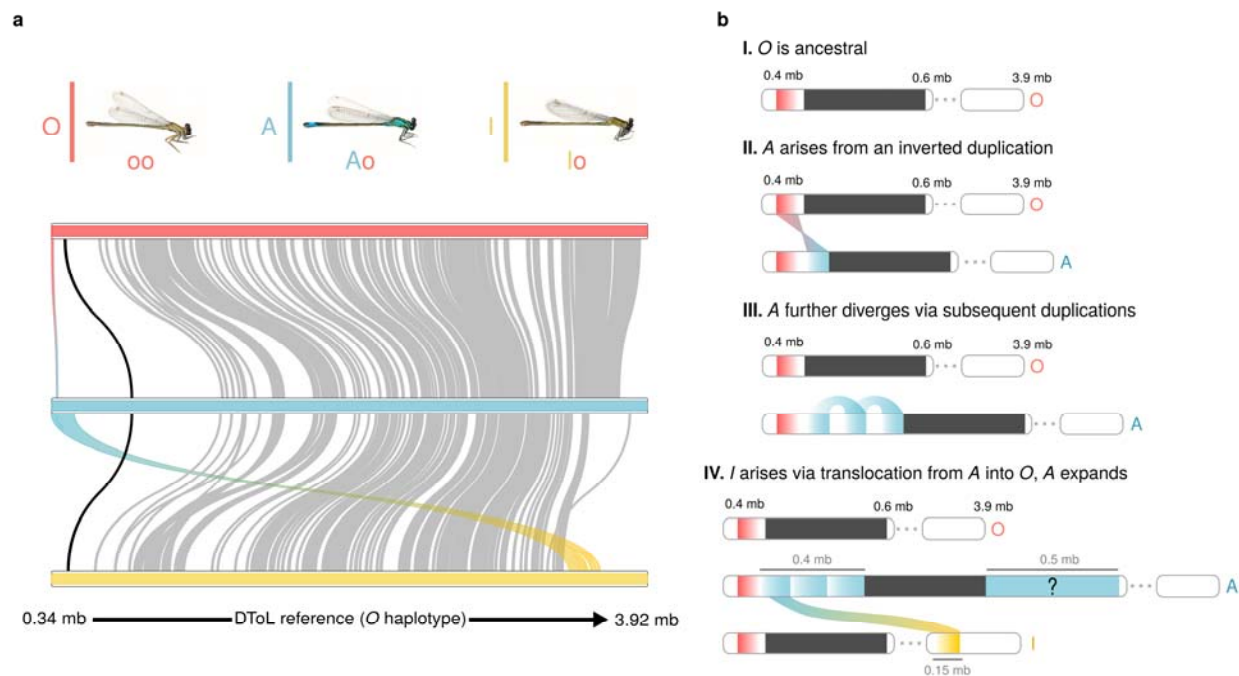 a
O
A
I
oo
Ao
Io
0.34 mb
DToL reference (O haplotype)
3.92 mb
b
I. O is ancestral
0.4 mb 0.6 mb 3.9 mb
O
II. A arises from an inverted duplication
0.4 mb 0.6 mb 3.9 mb
O
A
III. A further diverges via subsequent duplications
0.4 mb 0.6 mb 3.9 mb
O
A
IV. I arises via translocation from A into O, A expands
0.4 mb 0.6 mb 3.9 mb
O
0.4 mb 0.5 mb
?
A
I
0.15 mb